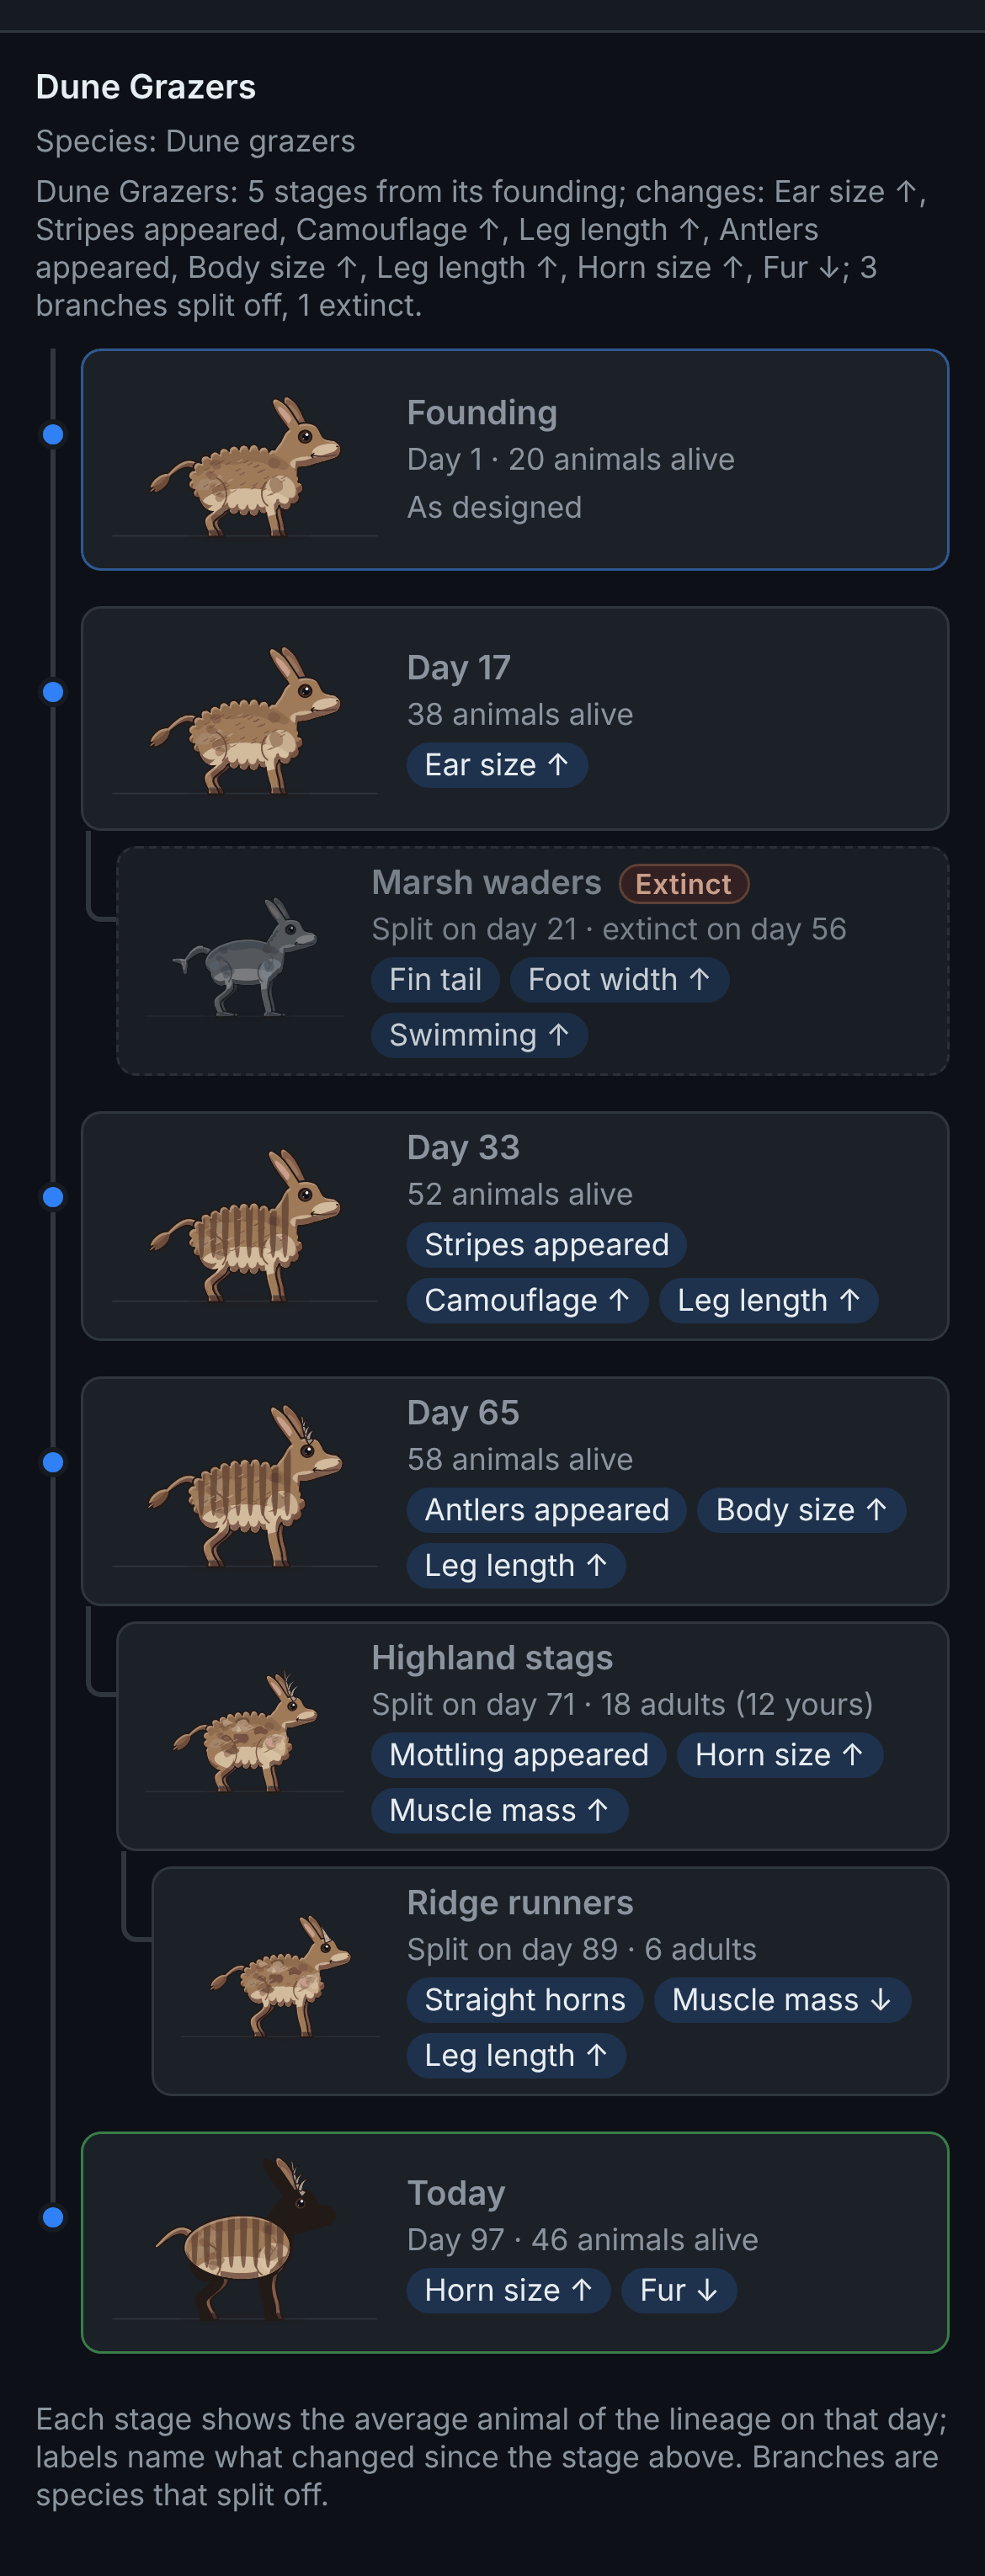 Dune Grazers
Species: Dune grazers
Dune Grazers: 5 stages from its founding; changes: Ear size ↑,
Stripes appeared, Camouflage ↑, Leg length ↑, Antlers
appeared, Body size ↑, Leg length ↑, Horn size ↑, Fur ↓; 3
branches split off, 1 extinct.
Founding
Day 1 · 20 animals alive
As designed
Day 17
38 animals alive
Ear size ↑
Marsh waders Extinct
Split on day 21 · extinct on day 56
Fin tail Foot width ↑
Swimming ↑
Day 33
52 animals alive
Stripes appeared
Camouflage ↑ Leg length ↑
Day 65
58 animals alive
Antlers appeared Body size ↑
Leg length ↑
Highland stags
Split on day 71 · 18 adults (12 yours)
Mottling appeared Horn size ↑
Muscle mass ↑
Ridge runners
Split on day 89 · 6 adults
Straight horns Muscle mass ↓
Leg length ↑
Today
Day 97 · 46 animals alive
Horn size ↑ Fur ↓
Each stage shows the average animal of the lineage on that day;
labels name what changed since the stage above. Branches are
species that split off.